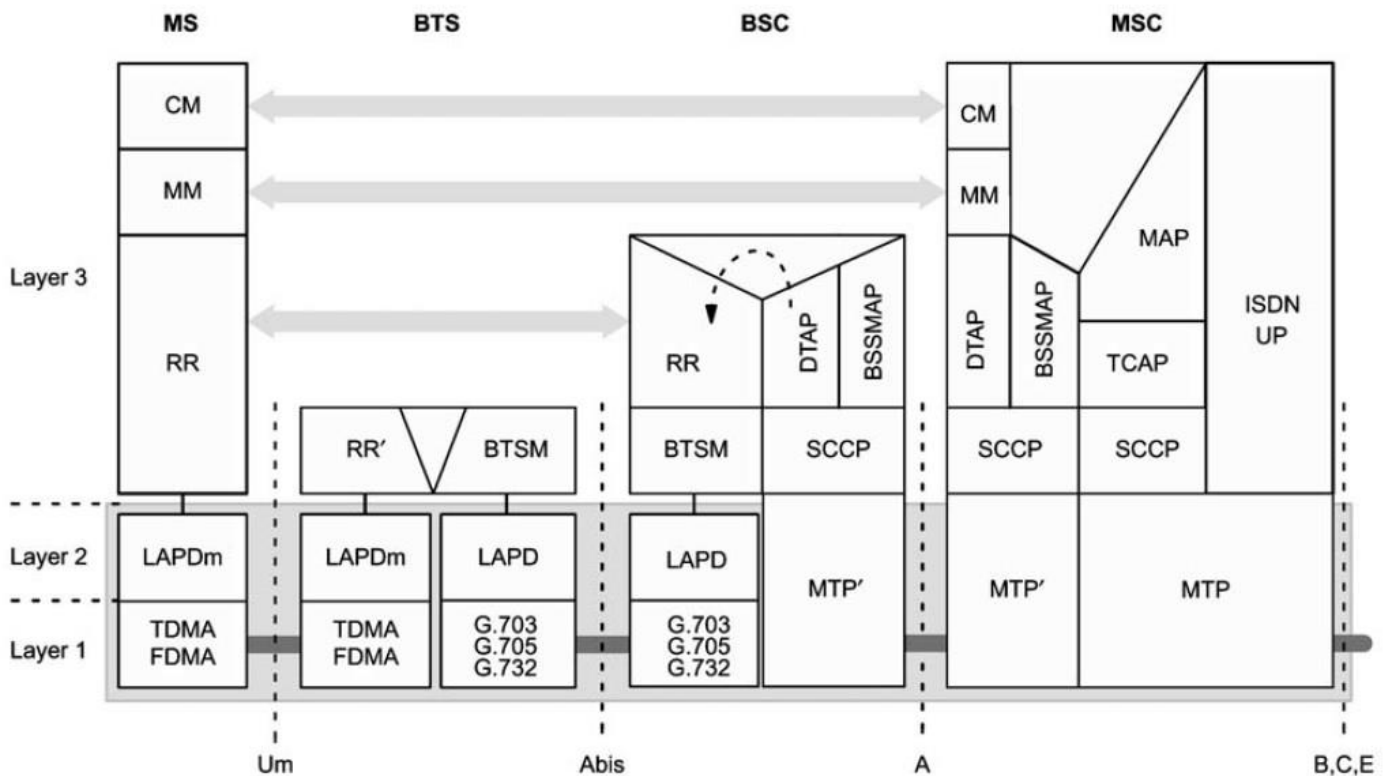 MS
BTS
BSC
MSC
CM
CM
MM
MM
Layer 3
RR
RR
DTAP
BSSMAP
DTAP
BSSMAP
MAP
TCAP
ISDN
UP
RR′
BTSM
BTSM
SCCP
SCCP
SCCP
Layer 2
LAPDm
LAPDm
LAPD
LAPD
MTP′
MTP′
MTP
Layer 1
TDMA
FDMA
TDMA
FDMA
G.703
G.705
G.732
G.703
G.705
G.732
Um
Abis
A
B,C,E